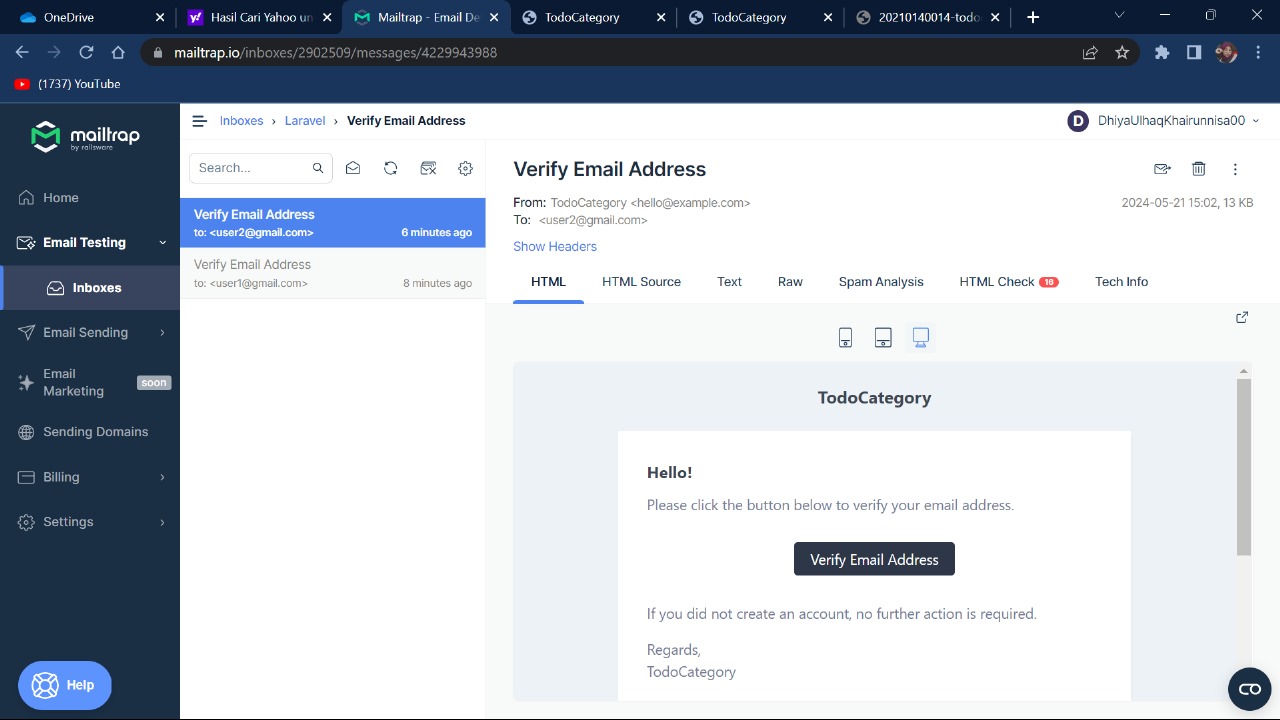 OneDrive
Hasil Cari Yahoo un
Mailtrap - Email De
TodoCategory
TodoCategory
20210140014-todo
mailtrap.io/inboxes/2902509/messages/4229943988
(1737) YouTube
mailtrap
by railsware
Home
Email Testing
Inboxes
Email Sending
Email
Marketing
soon
Sending Domains
Billing
Settings
Help
Inboxes > Laravel > Verify Email Address
D DhiyaUlhaqKhairunnisa00
Search...
Verify Email Address
to: <user2@gmail.com> 6 minutes ago
Verify Email Address
to: <user1@gmail.com> 8 minutes ago
Verify Email Address
From: TodoCategory <hello@example.com> 2024-05-21 15:02, 13 KB
To: <user2@gmail.com>
Show Headers
HTML HTML Source Text Raw Spam Analysis HTML Check 16 Tech Info
TodoCategory
Hello!
Please click the button below to verify your email address.
Verify Email Address
If you did not create an account, no further action is required.
Regards,
TodoCategory